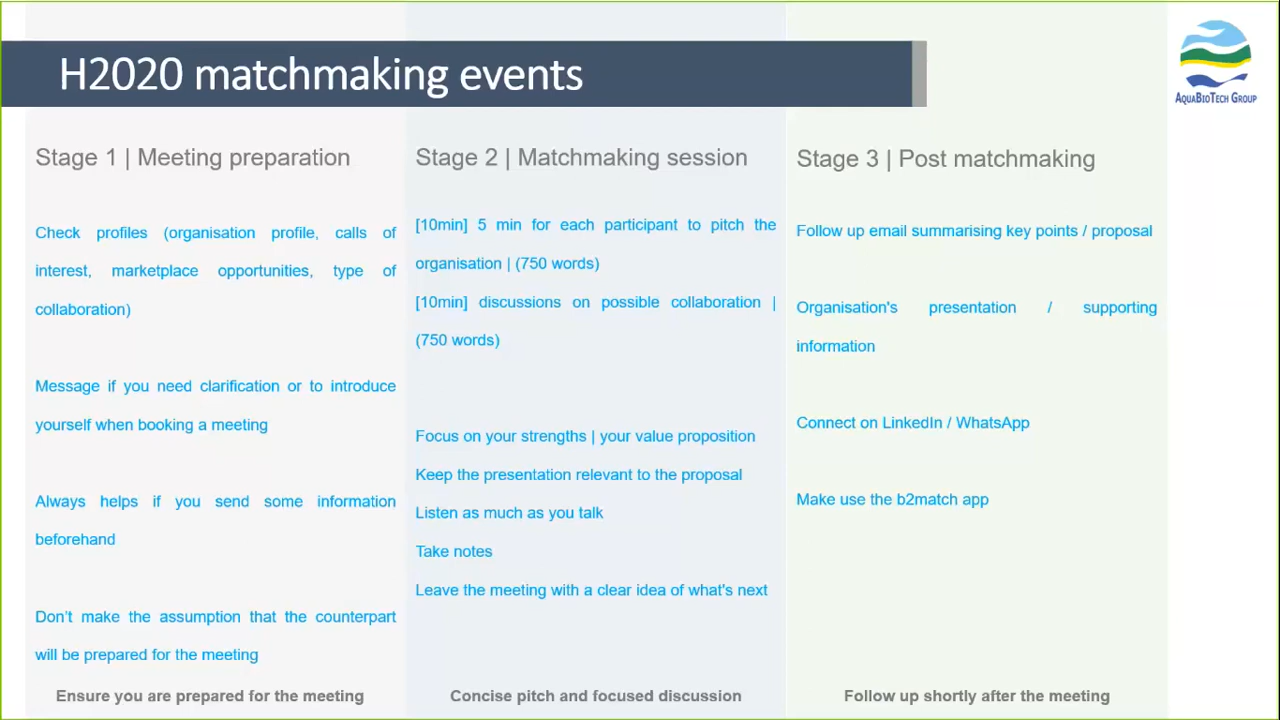 H2020 matchmaking events
AQUABIOTECH GROUP
Stage 1 | Meeting preparation
Check profiles (organisation profile, calls of
interest, marketplace opportunities, type of
collaboration)
Message if you need clarification or to introduce
yourself when booking a meeting
Always helps if you send some information
beforehand
Don't make the assumption that the counterpart
will be prepared for the meeting
Ensure you are prepared for the meeting
Stage 2 | Matchmaking session
[10min] 5 min for each participant to pitch the
organisation | (750 words)
[10min] discussions on possible collaboration |
(750 words)
Focus on your strengths | your value proposition
Keep the presentation relevant to the proposal
Listen as much as you talk
Take notes
Leave the meeting with a clear idea of what's next
Concise pitch and focused discussion
Stage 3 | Post matchmaking
Follow up email summarising key points / proposal
Organisation's presentation / supporting
information
Connect on LinkedIn / WhatsApp
Make use the b2match app
Follow up shortly after the meeting